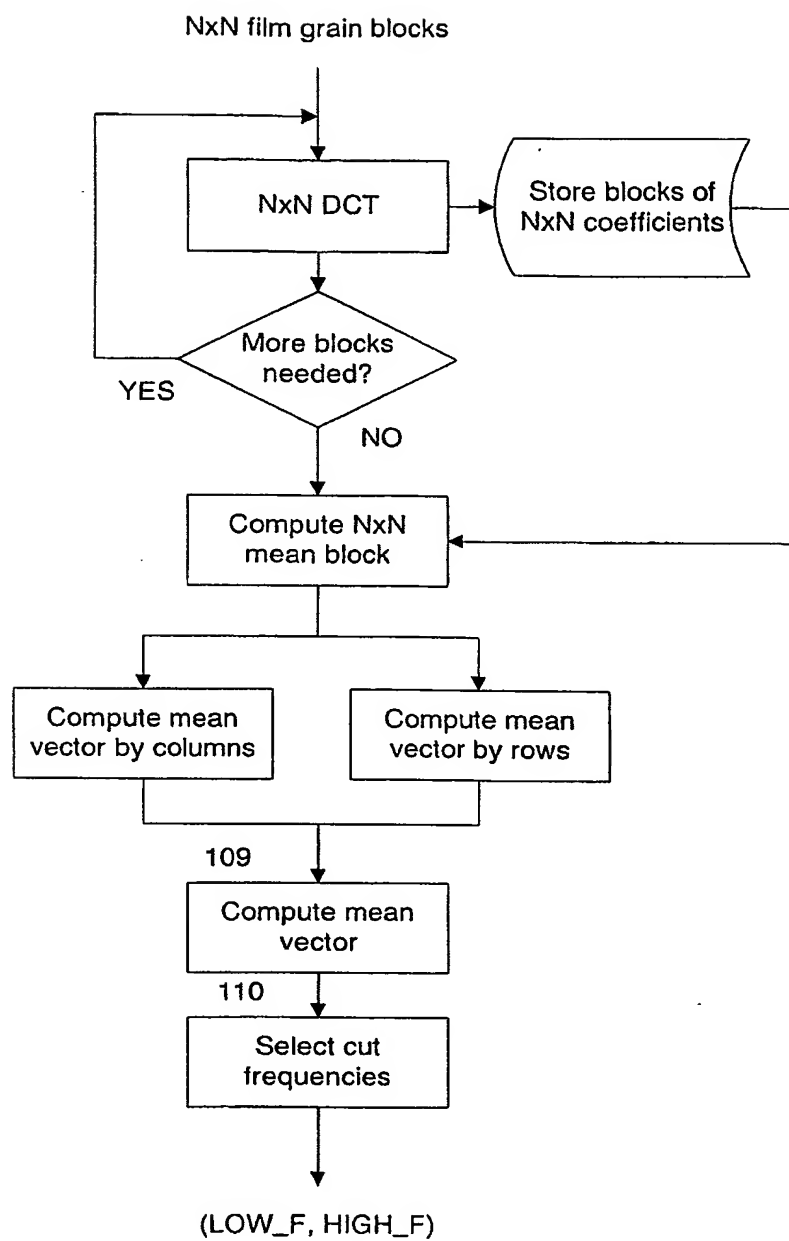 NxN film grain blocks
NxN DCT
Store blocks of
NxN coefficients
More blocks
needed?
YES
NO
Compute NxN
mean block
Compute mean
vector by columns
Compute mean
vector by rows
109
Compute mean
vector
110
Select cut
frequencies
(LOW_F, HIGH_F)